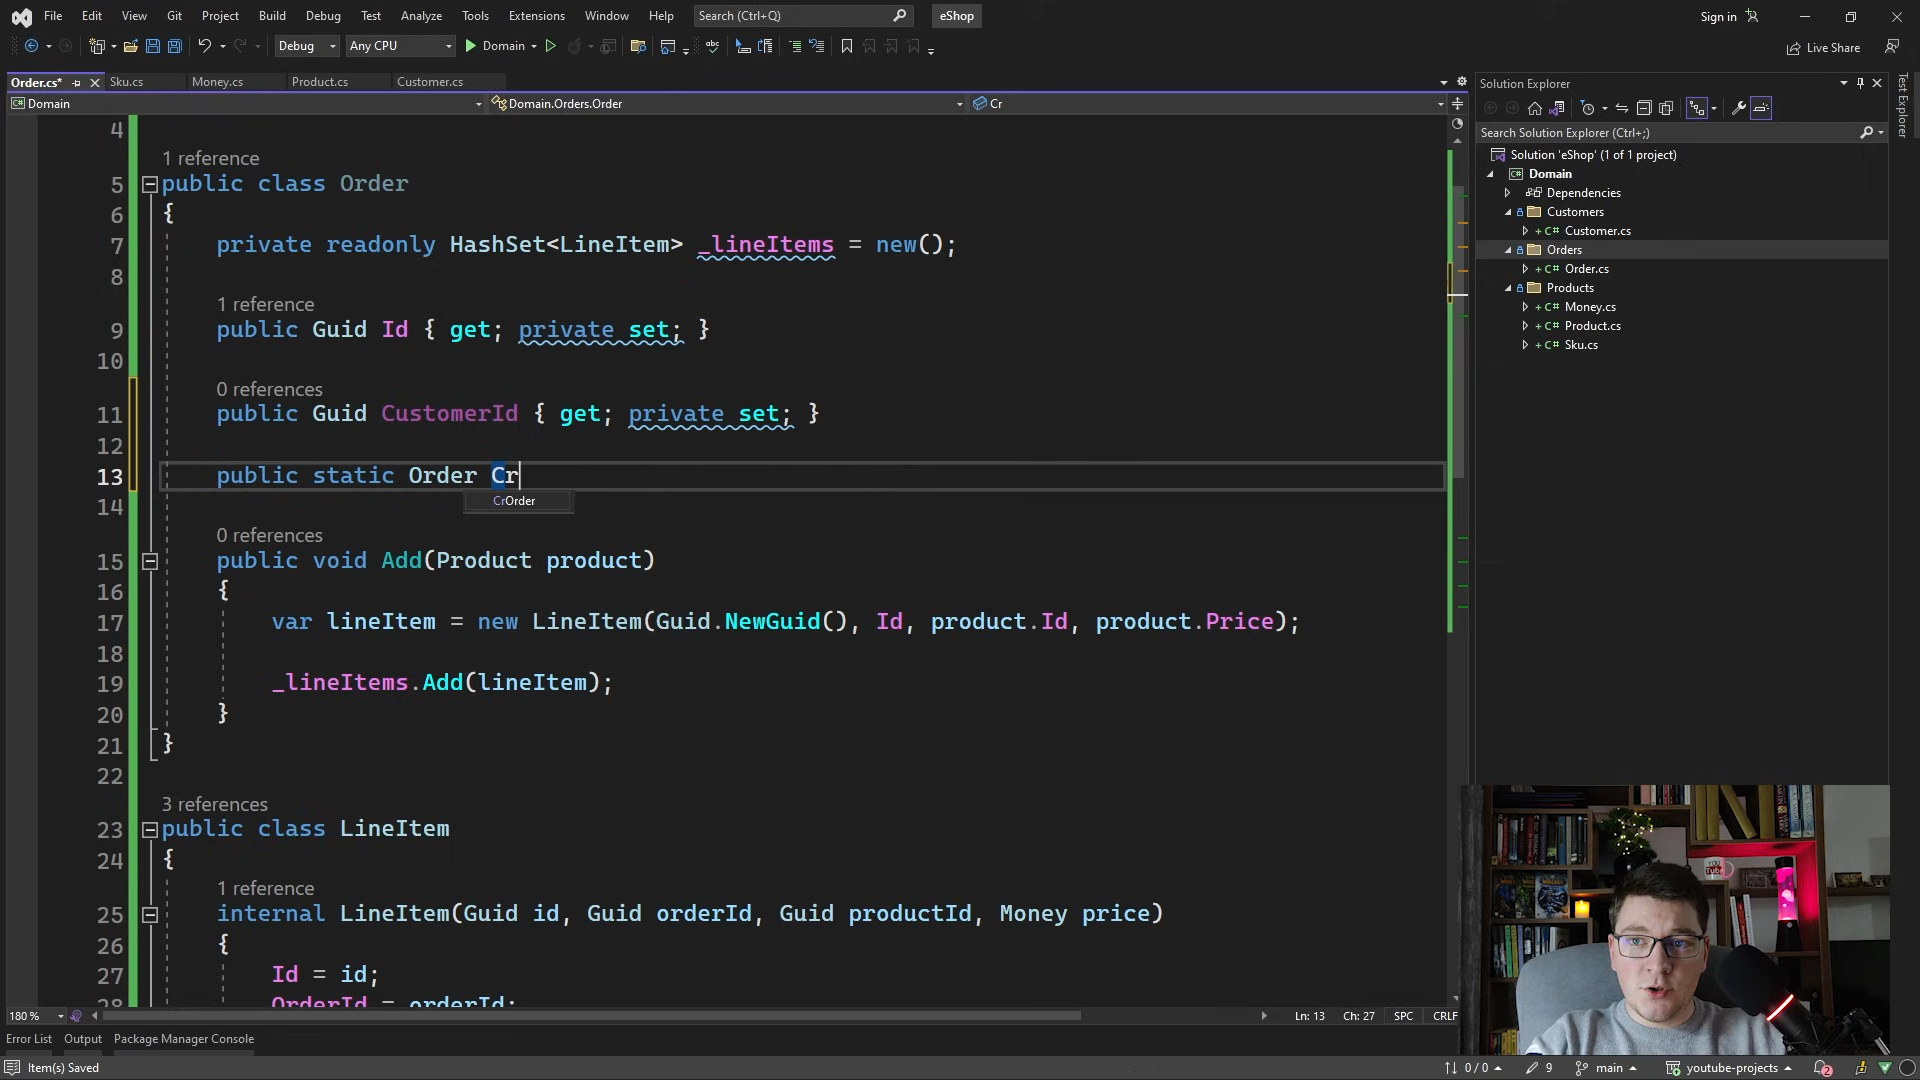 File Edit View Git Project Build Debug Test Analyze Tools Extensions Window Help Search (Ctrl+Q) eShop Sign in
Debug Any CPU Domain Live Share
Order.cs* Sku.cs Money.cs Product.cs Customer.cs
Domain Domain.Orders.Order Cr
4
1 reference
5 public class Order
6 {
7 private readonly HashSet<LineItem> _lineItems = new();
8
1 reference
9 public Guid Id { get; private set; }
10
0 references
11 public Guid CustomerId { get; private set; }
12
13 public static Order Cr
CrOrder
14
0 references
15 public void Add(Product product)
16 {
17 var lineItem = new LineItem(Guid.NewGuid(), Id, product.Id, product.Price);
18
19 _lineItems.Add(lineItem);
20 }
21 }
22
3 references
23 public class LineItem
24 {
1 reference
25 internal LineItem(Guid id, Guid orderId, Guid productId, Money price)
26 {
27 Id = id;
28 OrderId = orderId;
180 % Ln: 13 Ch: 27 SPC CRLF
Error List Output Package Manager Console
Item(s) Saved 0 / 0 9 main youtube-projects 2
Solution Explorer
Search Solution Explorer (Ctrl+;)
Solution 'eShop' (1 of 1 project)
Domain
Dependencies
Customers
C# Customer.cs
Orders
C# Order.cs
Products
C# Money.cs
C# Product.cs
C# Sku.cs
Test Explorer
YOU
Tube